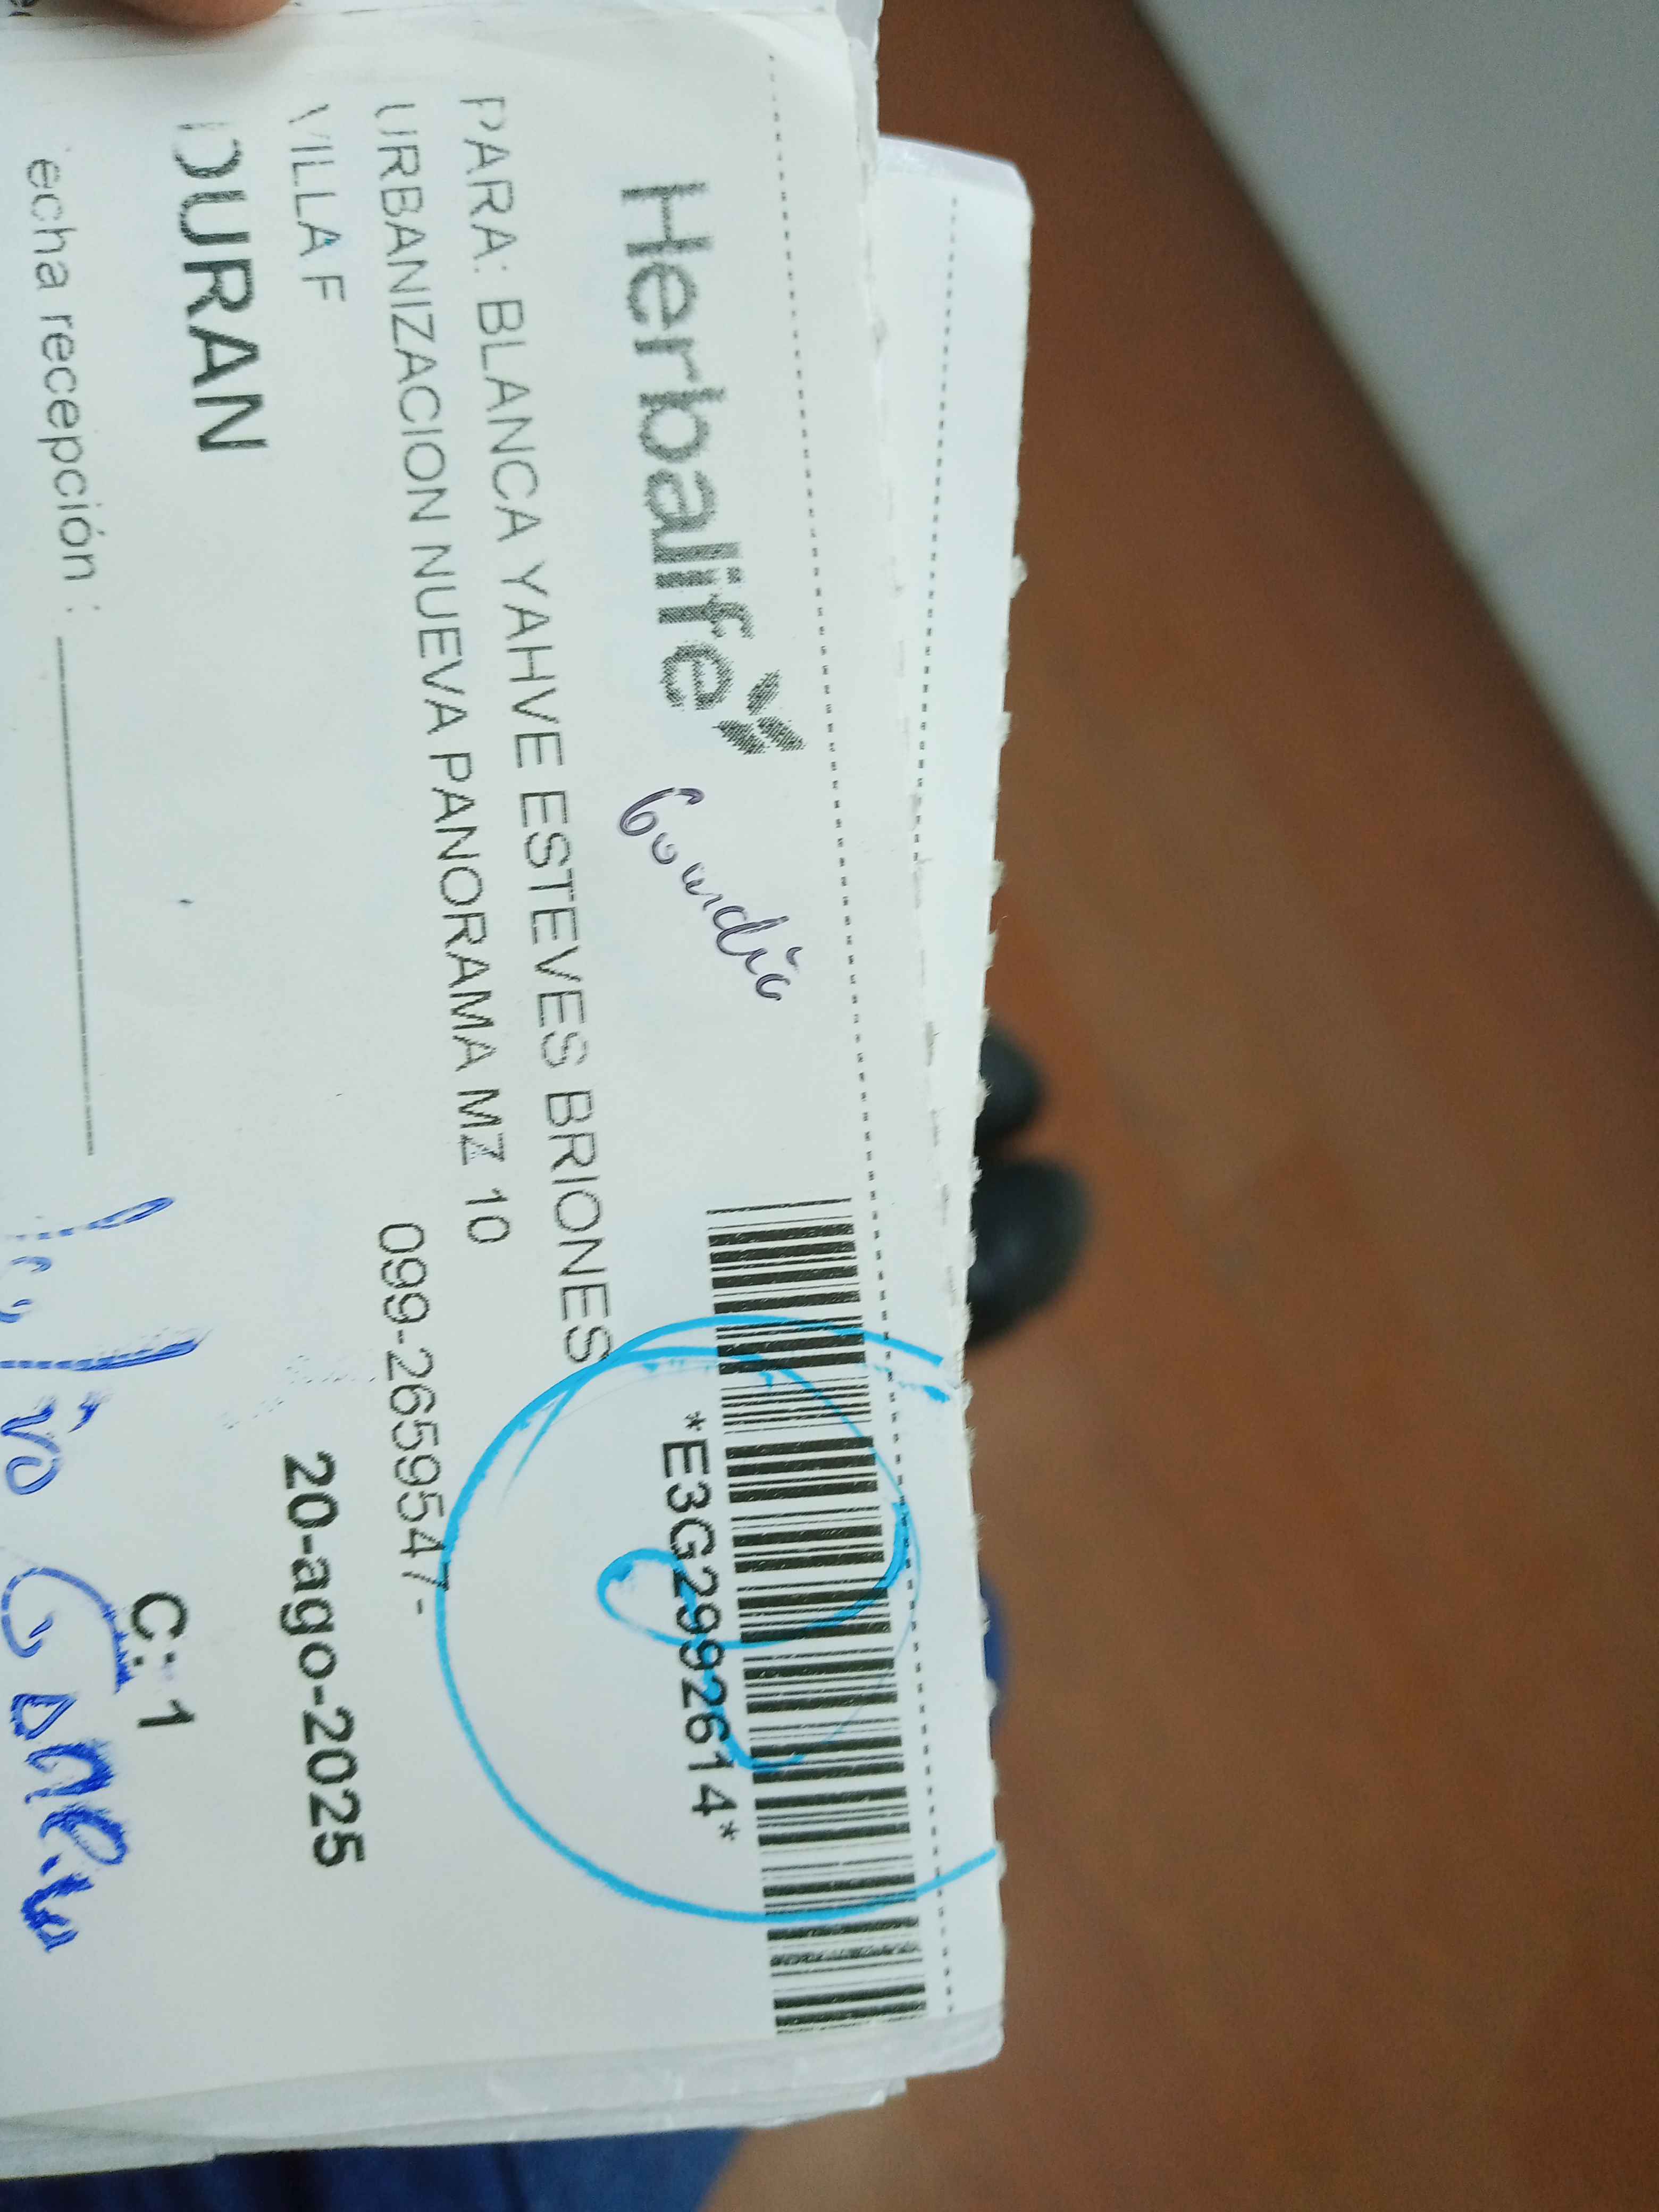 Herbalife
*E3G2992614*
PARA: BLANCA YAHVE ESTEVES BRIONES
URBANIZACION NUEVA PANORAMA MZ 10
VILLA F
099-2659547-
DURAN
20-ago-2025
C: 1
echa recepción :